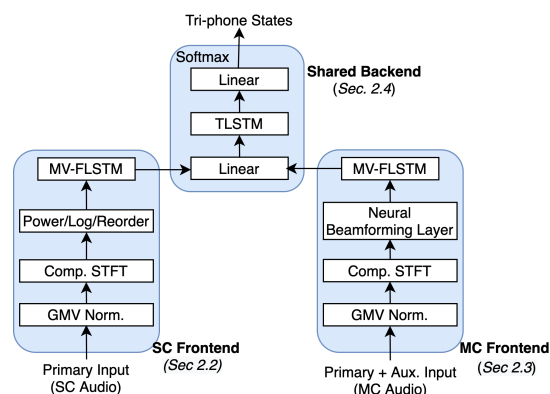 Tri-phone States
Softmax
Linear
Shared Backend
(Sec. 2.4)
TLSTM
Linear
MV-FLSTM
Power/Log/Reorder
Comp. STFT
GMV Norm.
SC Frontend
(Sec 2.2)
Primary Input
(SC Audio)
MV-FLSTM
Neural
Beamforming Layer
Comp. STFT
GMV Norm.
MC Frontend
(Sec 2.3)
Primary + Aux. Input
(MC Audio)